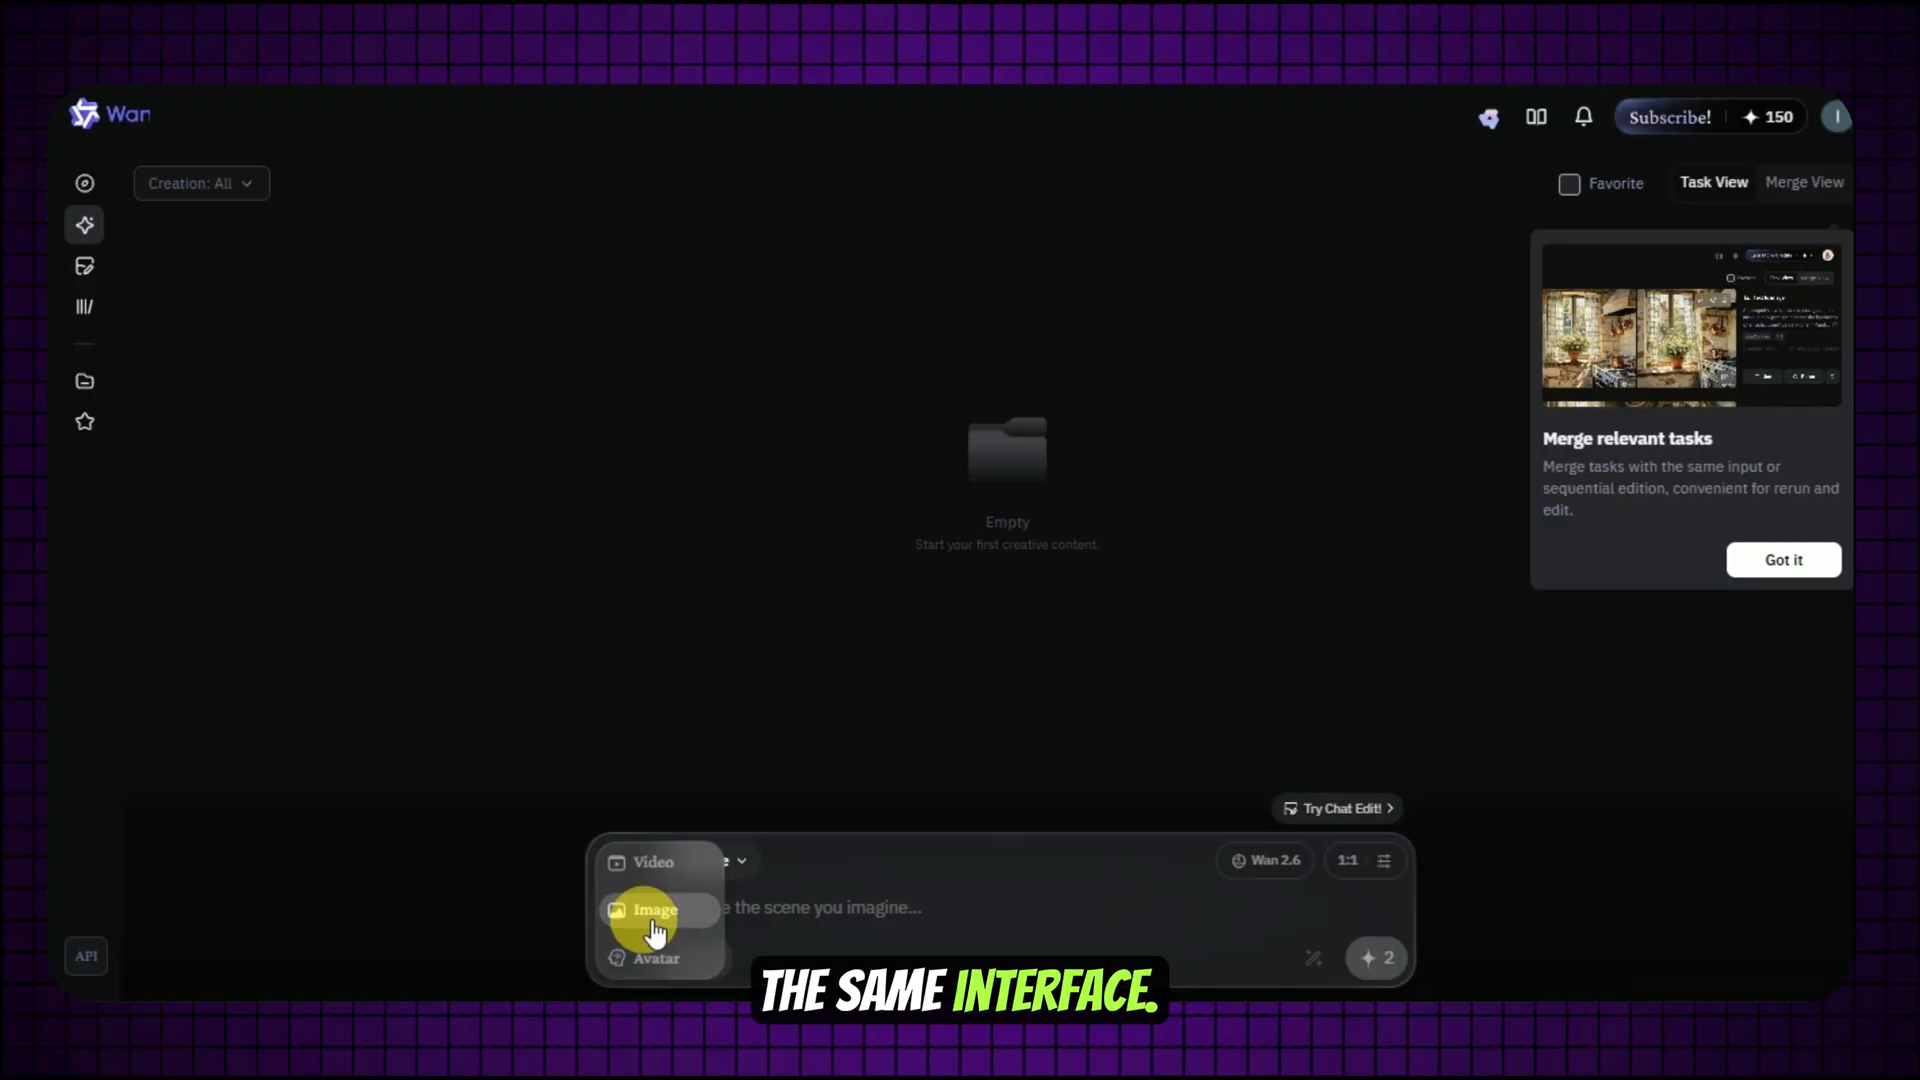 Wan
Subscribe! 150
I
Creation: All
Favorite
Task View Merge View
Merge relevant tasks
Merge tasks with the same input or
sequential edition, convenient for rerun and
edit.
Got it
Empty
Start your first creative content.
Try Chat Edit!
Video
e
Wan 2.6
1:1
Image
e the scene you imagine...
Avatar
2
API
THE SAME INTERFACE.